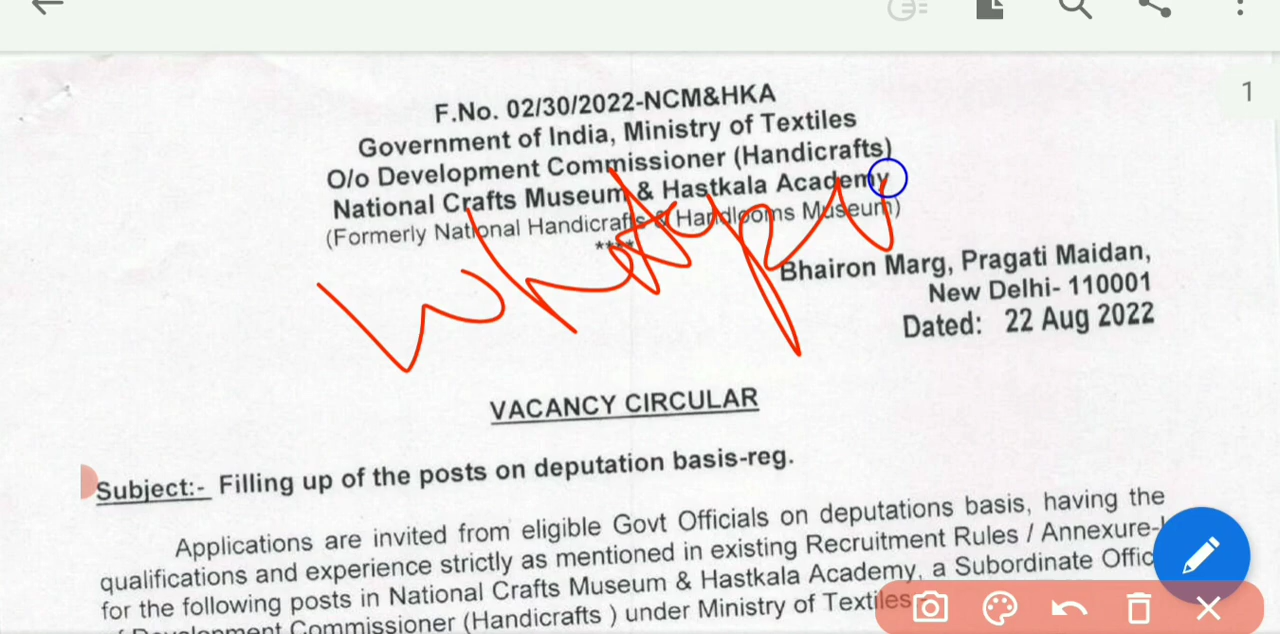 1
F.No. 02/30/2022-NCM&HKA
Government of India, Ministry of Textiles
O/o Development Commissioner (Handicrafts)
National Crafts Museum & Hastkala Academy
(Formerly National Handicrafts & Handlooms Museum)
****
Bhairon Marg, Pragati Maidan,
New Delhi- 110001
Dated: 22 Aug 2022
VACANCY CIRCULAR
Subject:- Filling up of the posts on deputation basis-reg.
Applications are invited from eligible Govt Officials on deputations basis, having the
qualifications and experience strictly as mentioned in existing Recruitment Rules / Annexure-I
for the following posts in National Crafts Museum & Hastkala Academy, a Subordinate Offic
Development Commissioner (Handicrafts ) under Ministry of Textiles